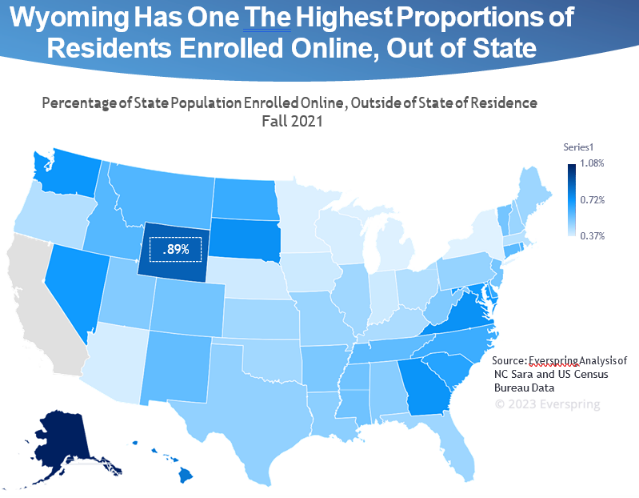 Wyoming Has One The Highest Proportions of
Residents Enrolled Online, Out of State
Percentage of State Population Enrolled Online, Outside of State of Residence
Fall 2021
Series1
1.08%
0.72%
0.37%
.89%
Source: Everspring Analysis of
NC Sara and US Census
Bureau Data
© 2023 Everspring